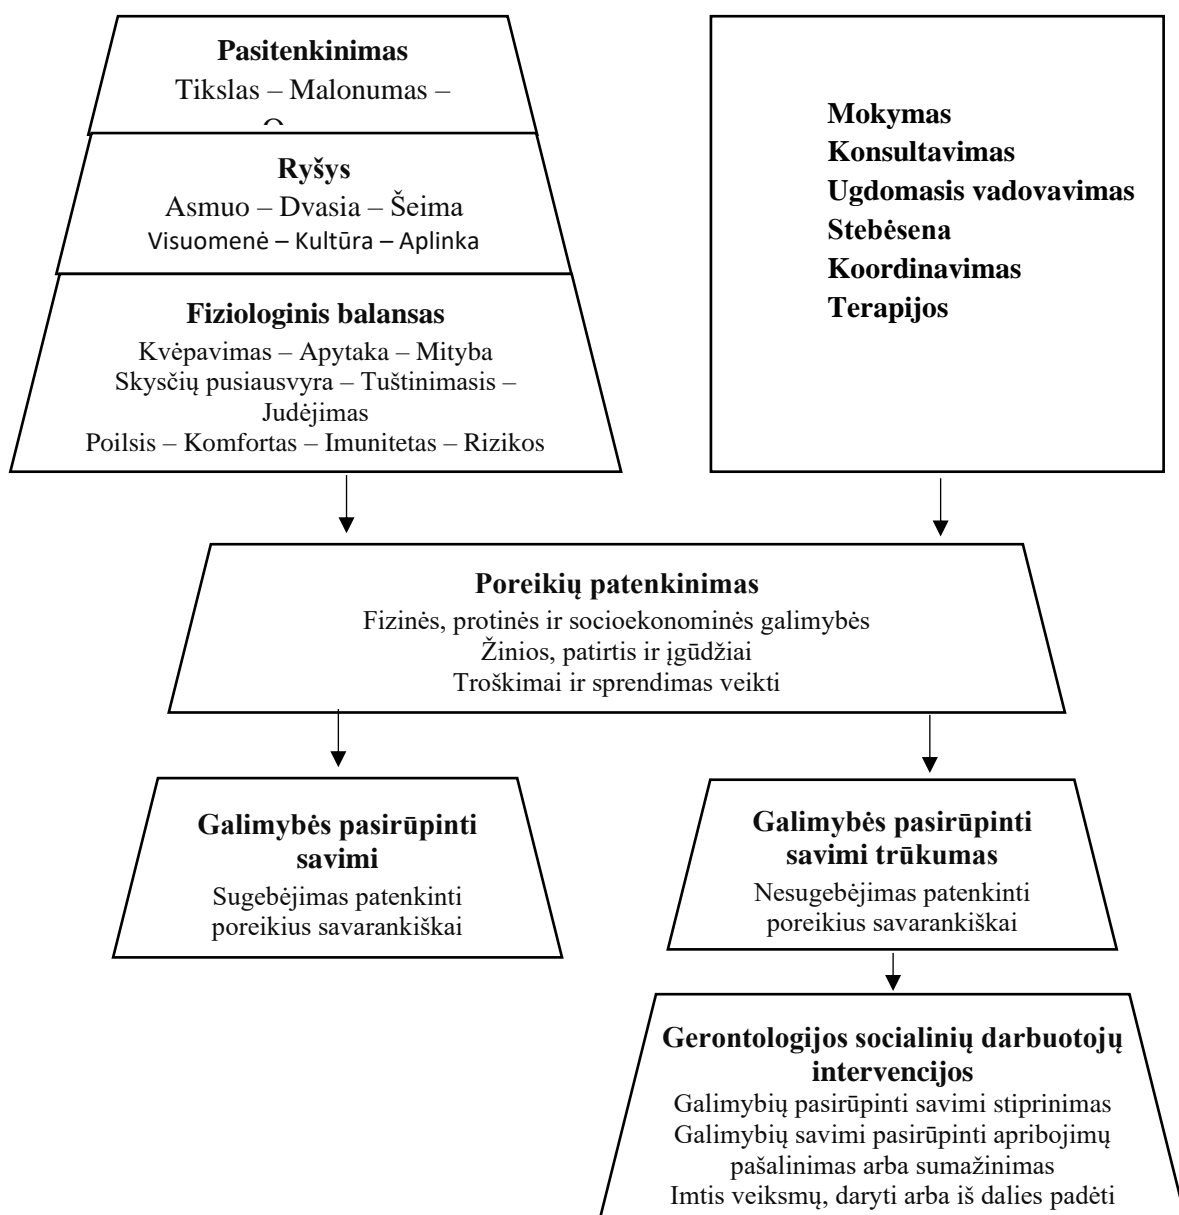 Pasitenkinimas
Tikslas – Malonumas –
Ryšys
Asmuo – Dvasia – Šeima
Visuomenė – Kultūra – Aplinka
Fiziologinis balansas
Kvėpavimas – Apytaka – Mityba
Skysčių pusiausvyra – Tuštinimasis –
Judėjimas
Poilsis – Komfortas – Imunitetas – Rizikos
Mokymas
Konsultavimas
Ugdomasis vadovavimas
Stebėsena
Koordinavimas
Terapijos
Poreikių patenkinimas
Fizinės, protinės ir socioekonominės galimybės
Žinios, patirtis ir įgūdžiai
Troškimai ir sprendimas veikti
Galimybės pasirūpinti
savimi
Sugebėjimas patenkinti
poreikius savarankiškai
Galimybės pasirūpinti
savimi trūkumas
Nesugebėjimas patenkinti
poreikius savarankiškai
Gerontologijos socialinių darbuotojų
intervencijos
Galimybių pasirūpinti savimi stiprinimas
Galimybių savimi pasirūpinti apribojimų
pašalinimas arba sumažinimas
Imtis veiksmų, daryti arba iš dalies padėti